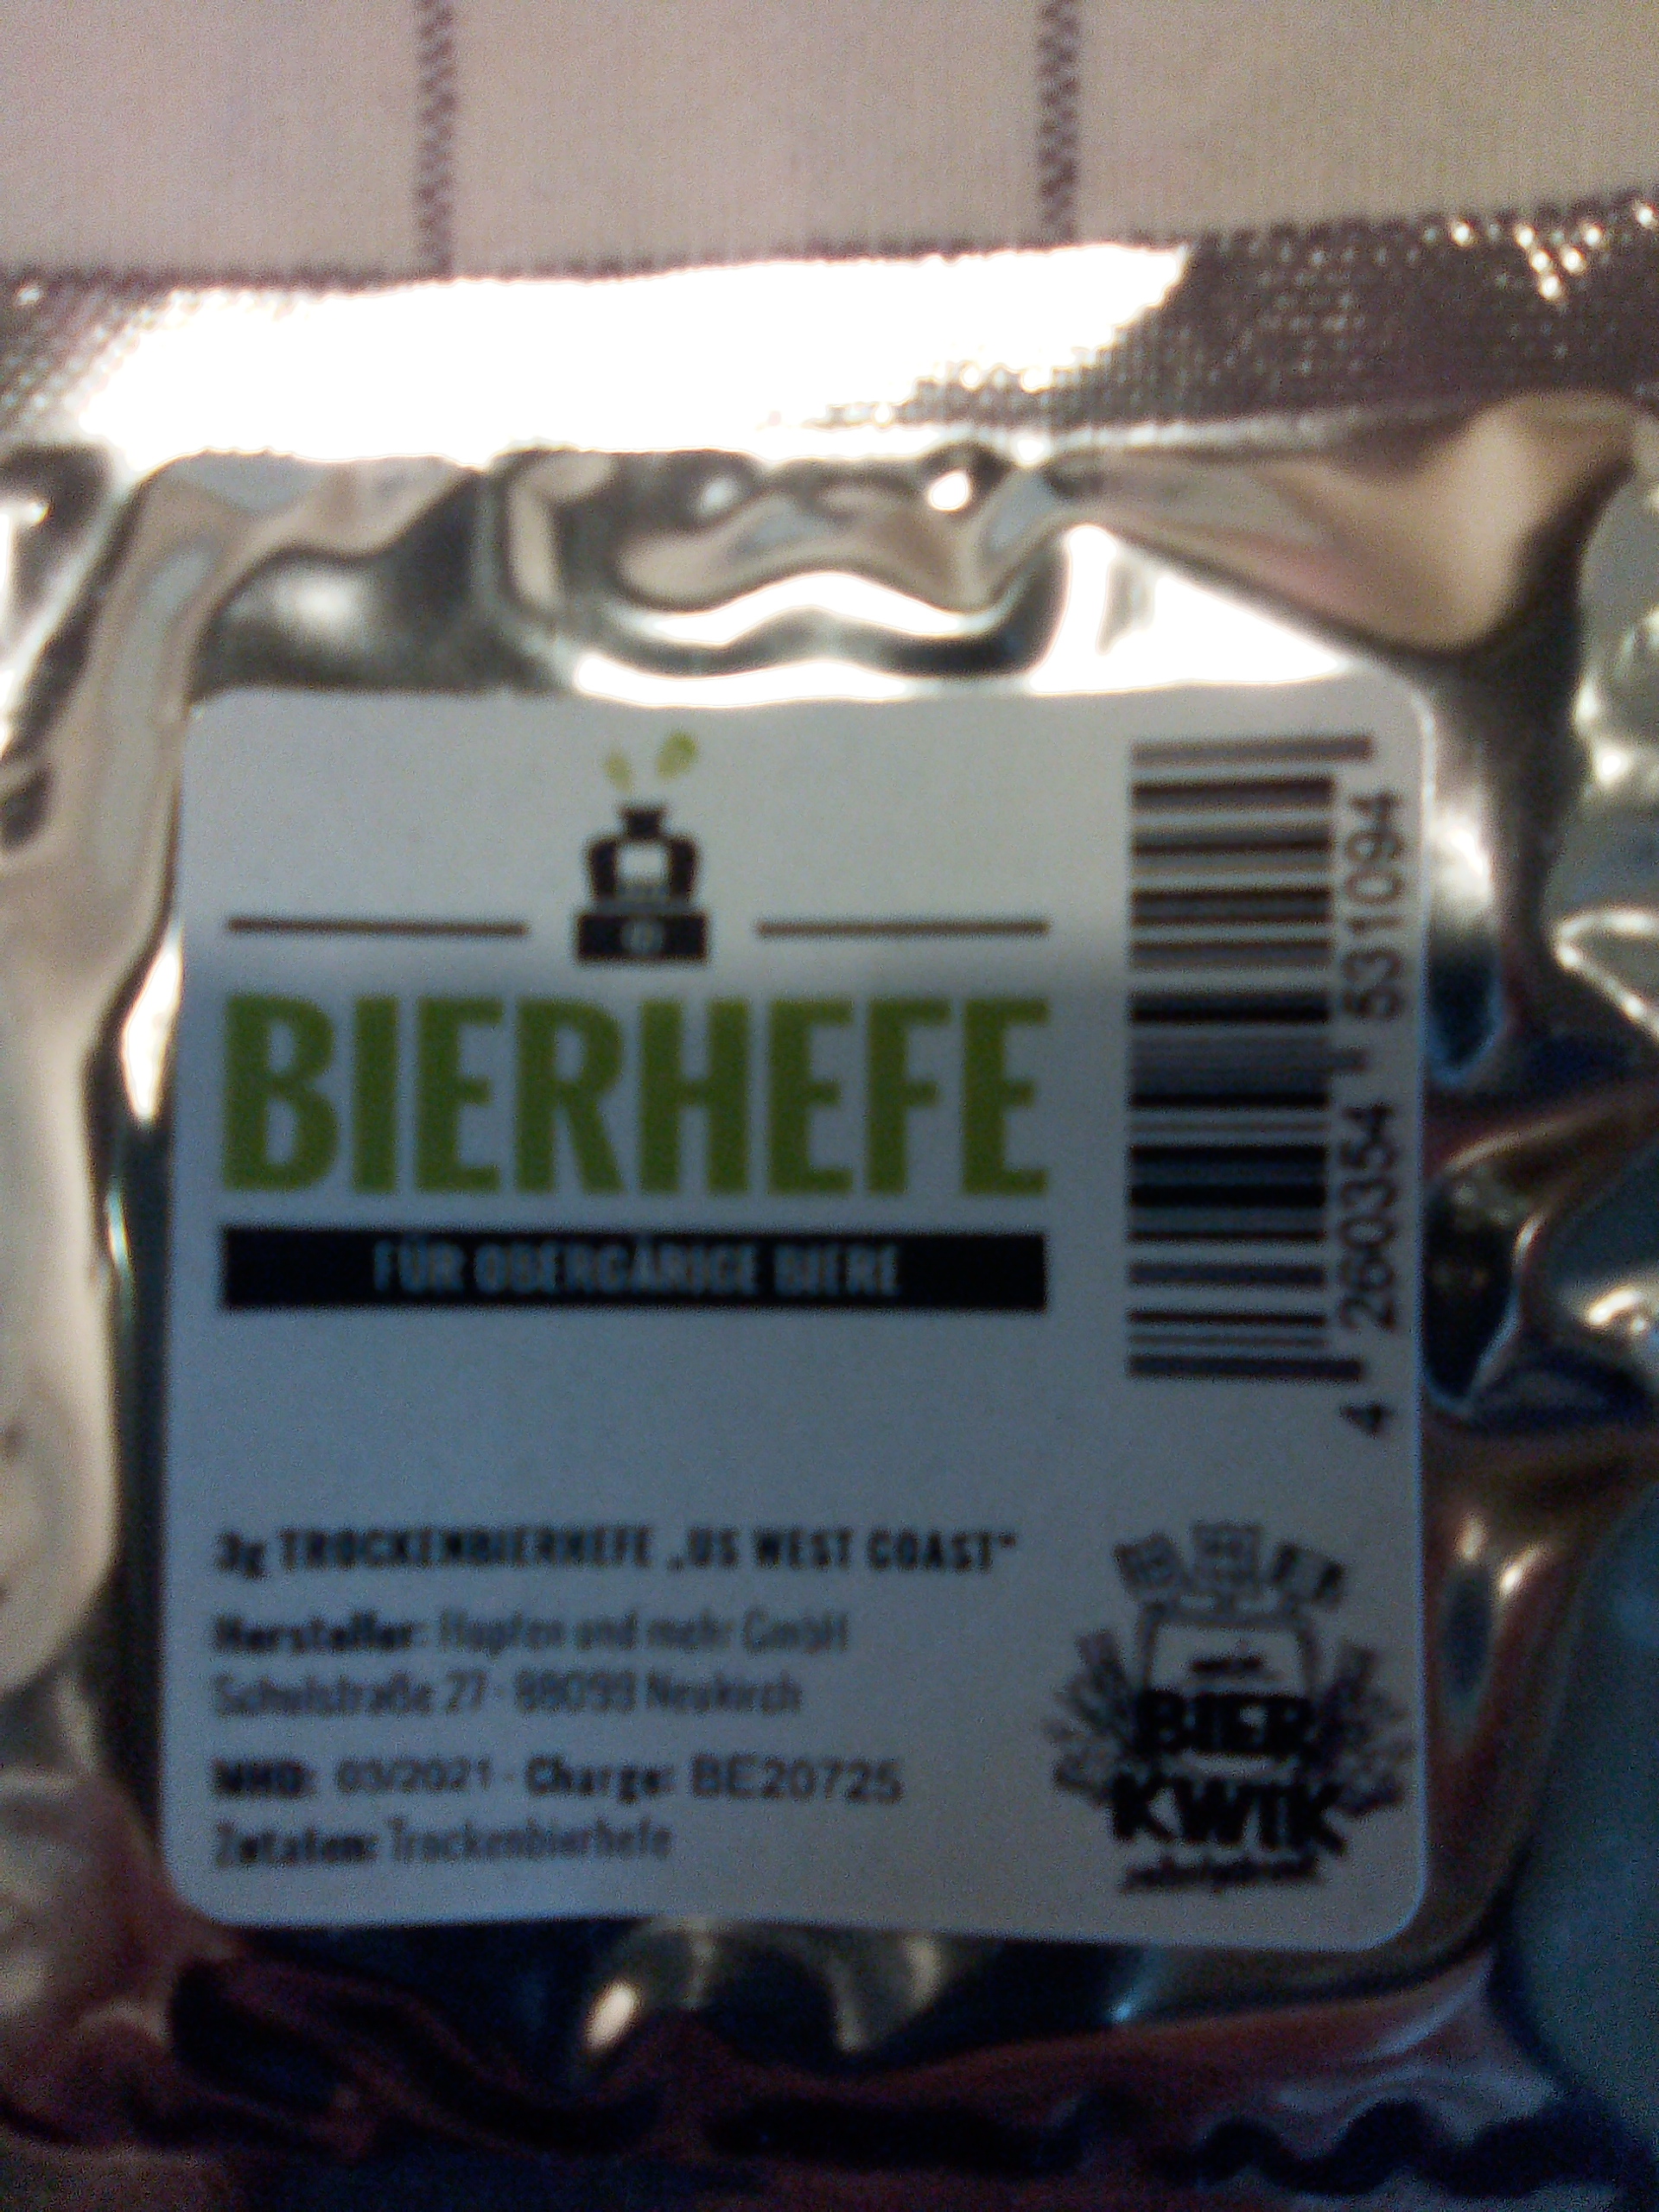 BIERHEFE
FÜR OBERGÄRIGE BIERE
3g TROCKENBIERHEFE „US WEST COAST“
Hersteller: Hopfen und mehr GmbH
Schulstraße 27 · 88099 Neukirch
MHD: 03/2021 · Charge: BE20725
Zutaten: Trockenbierhefe
4 260354 531094
BIER
KWIK